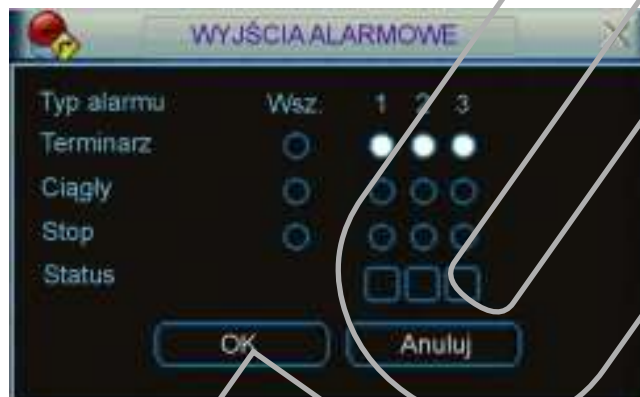 WYJŚCIA ALARMOWE
Typ alarmu Wsz. 1 2 3
Terminarz
Ciągły
Stop
Status
OK Anuluj